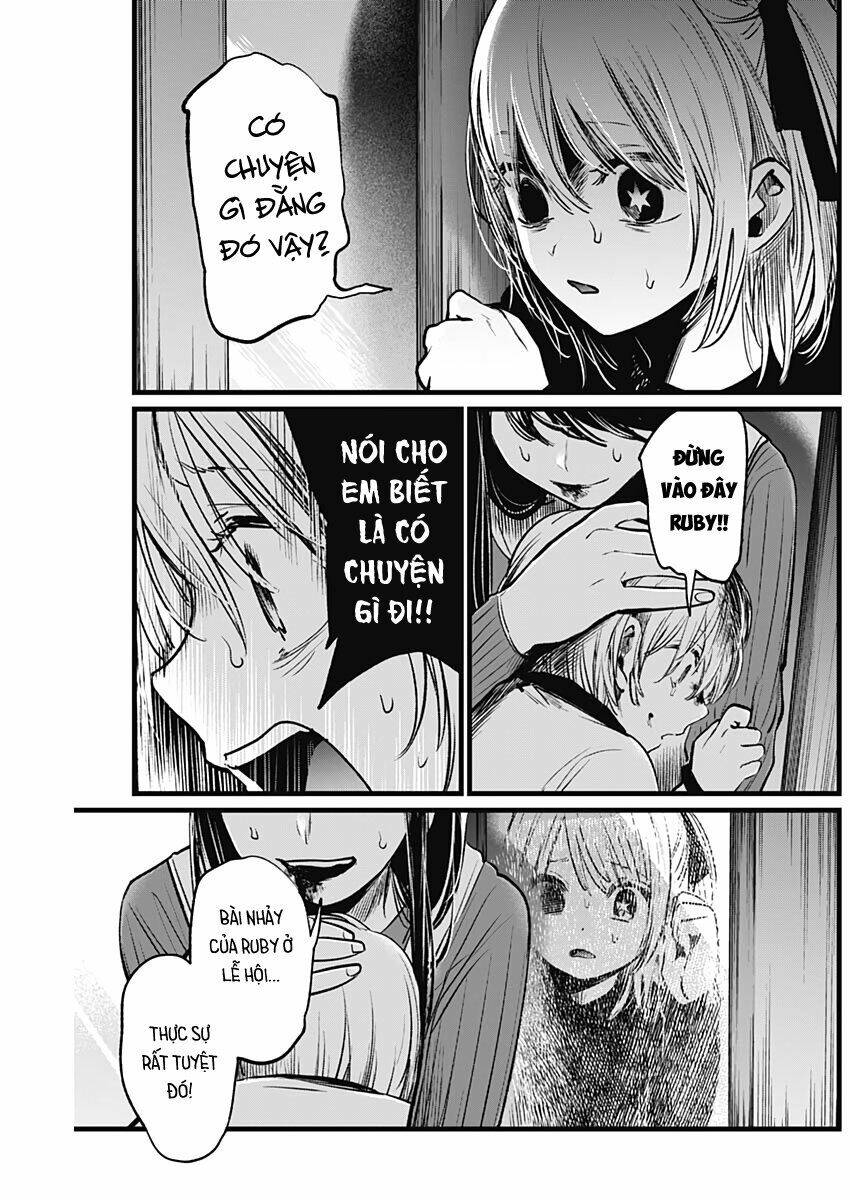 CÓ
CHUYỆN
GÌ ĐẰNG
ĐÓ VẬY?
ĐỪNG
VÀO ĐÂY
RUBY!!
NÓI CHO
EM BIẾT
LÀ CÓ
CHUYỆN
GÌ ĐI!!
BÀI NHẢY
CỦA RUBY Ở
LỄ HỘI...
THỰC SỰ
RẤT TUYỆT
ĐÓ!